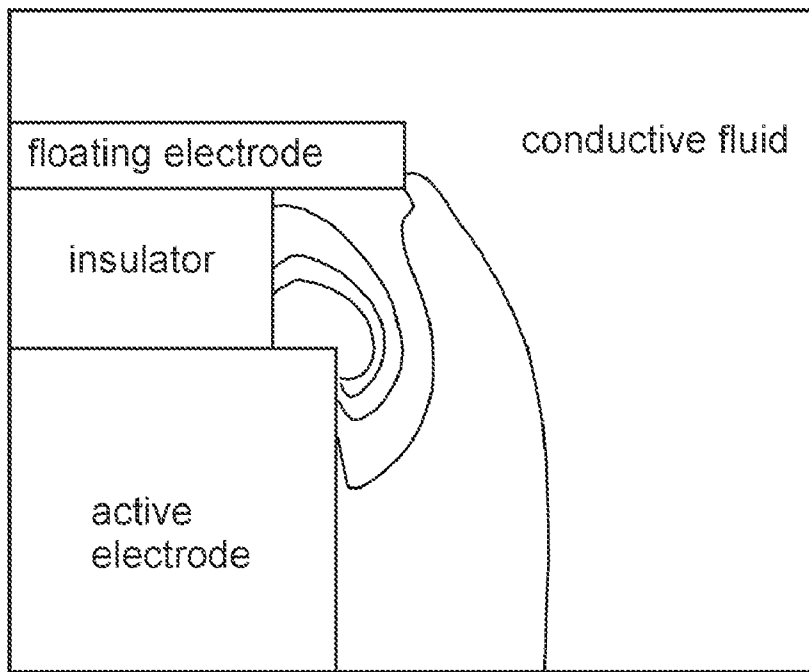 floating electrode
conductive fluid
insulator
active
electrode